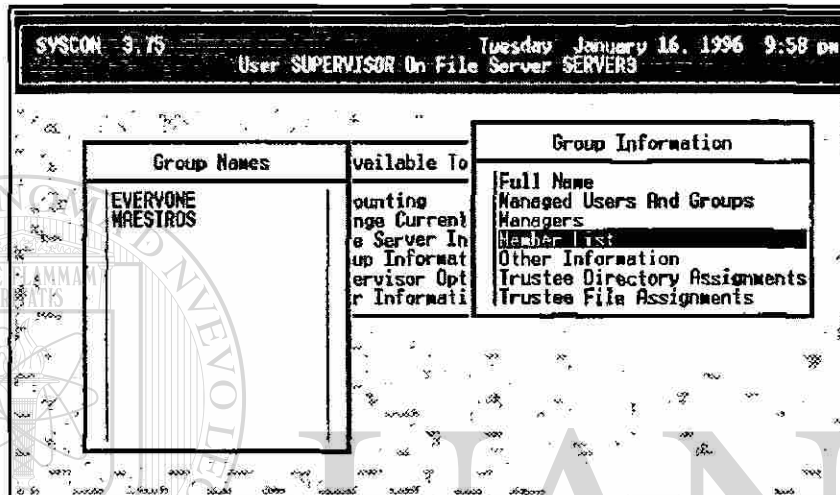 SYSCON 3.75 Tuesday January 16, 1996 9:58 pm
User SUPERVISOR On File Server SERVER3
Group Names
EVERYONE
MAESTROS
vailable To
ounting
nge Current
e Server In
up Informat
ervisor Opt
r Informati
Group Information
Full Name
Managed Users And Groups
Managers
Member List
Other Information
Trustee Directory Assignments
Trustee File Assignments